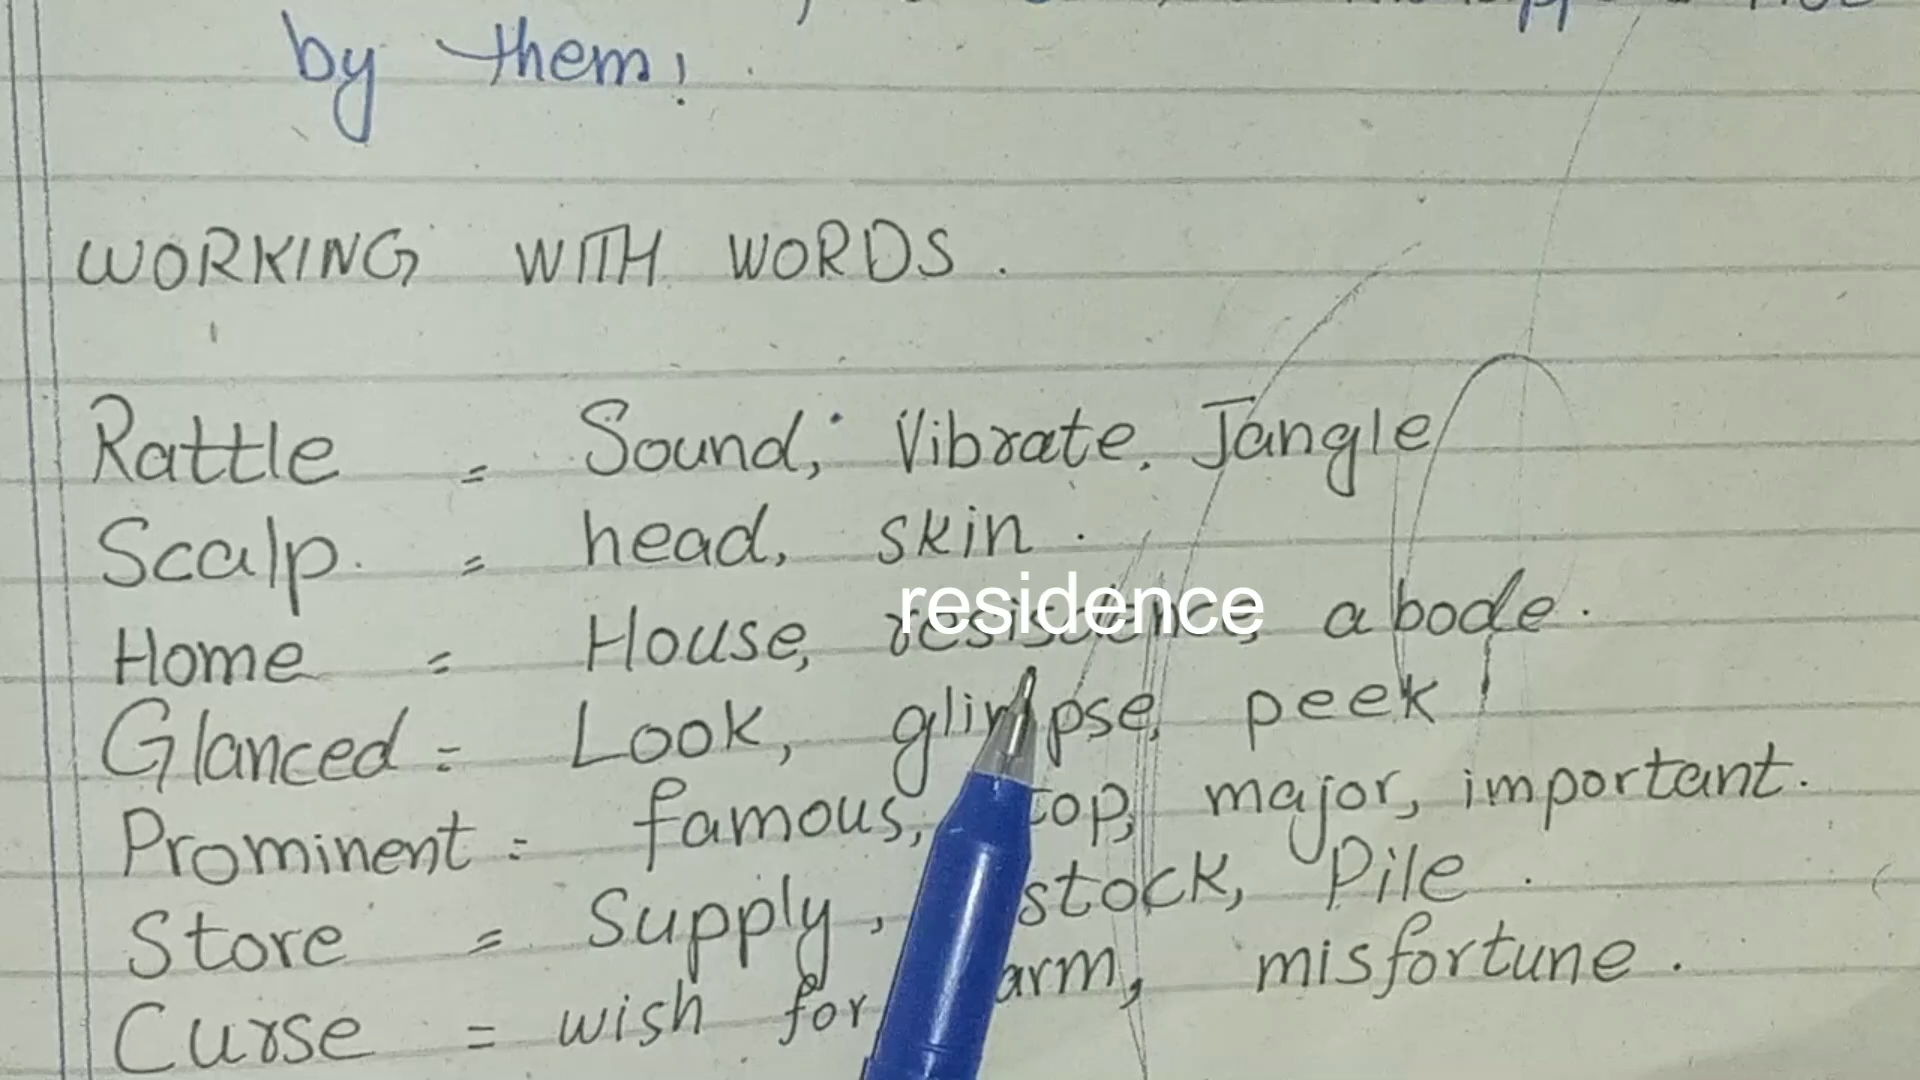 by them.
WORKING WITH WORDS.
Rattle = Sound, Vibrate. Jangle
Scalp. = head, skin.
residence
Home = House, abode.
Glanced = Look, glimpse, peek
Prominent = famous, top, major, important.
Store = Supply, stock, Pile.
Curse = wish for misfortune.